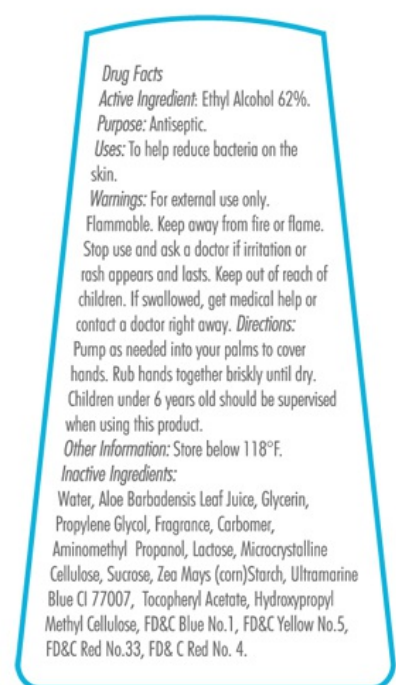 Drug Facts
Active Ingredient: Ethyl Alcohol 62%.
Purpose: Antiseptic.
Uses: To help reduce bacteria on the
skin.
Warnings: For external use only.
Flammable. Keep away from fire or flame.
Stop use and ask a doctor if irritation or
rash appears and lasts. Keep out of reach of
children. If swallowed, get medical help or
contact a doctor right away. Directions:
Pump as needed into your palms to cover
hands. Rub hands together briskly until dry.
Children under 6 years old should be supervised
when using this product.
Other Information: Store below 118°F.
Inactive Ingredients:
Water, Aloe Barbadensis Leaf Juice, Glycerin,
Propylene Glycol, Fragrance, Carbomer,
Aminomethyl Propanol, Lactose, Microcrystalline
Cellulose, Sucrose, Zea Mays (corn)Starch, Ultramarine
Blue CI 77007, Tocopheryl Acetate, Hydroxypropyl
Methyl Cellulose, FD&C Blue No.1, FD&C Yellow No.5,
FD&C Red No.33, FD& C Red No. 4.